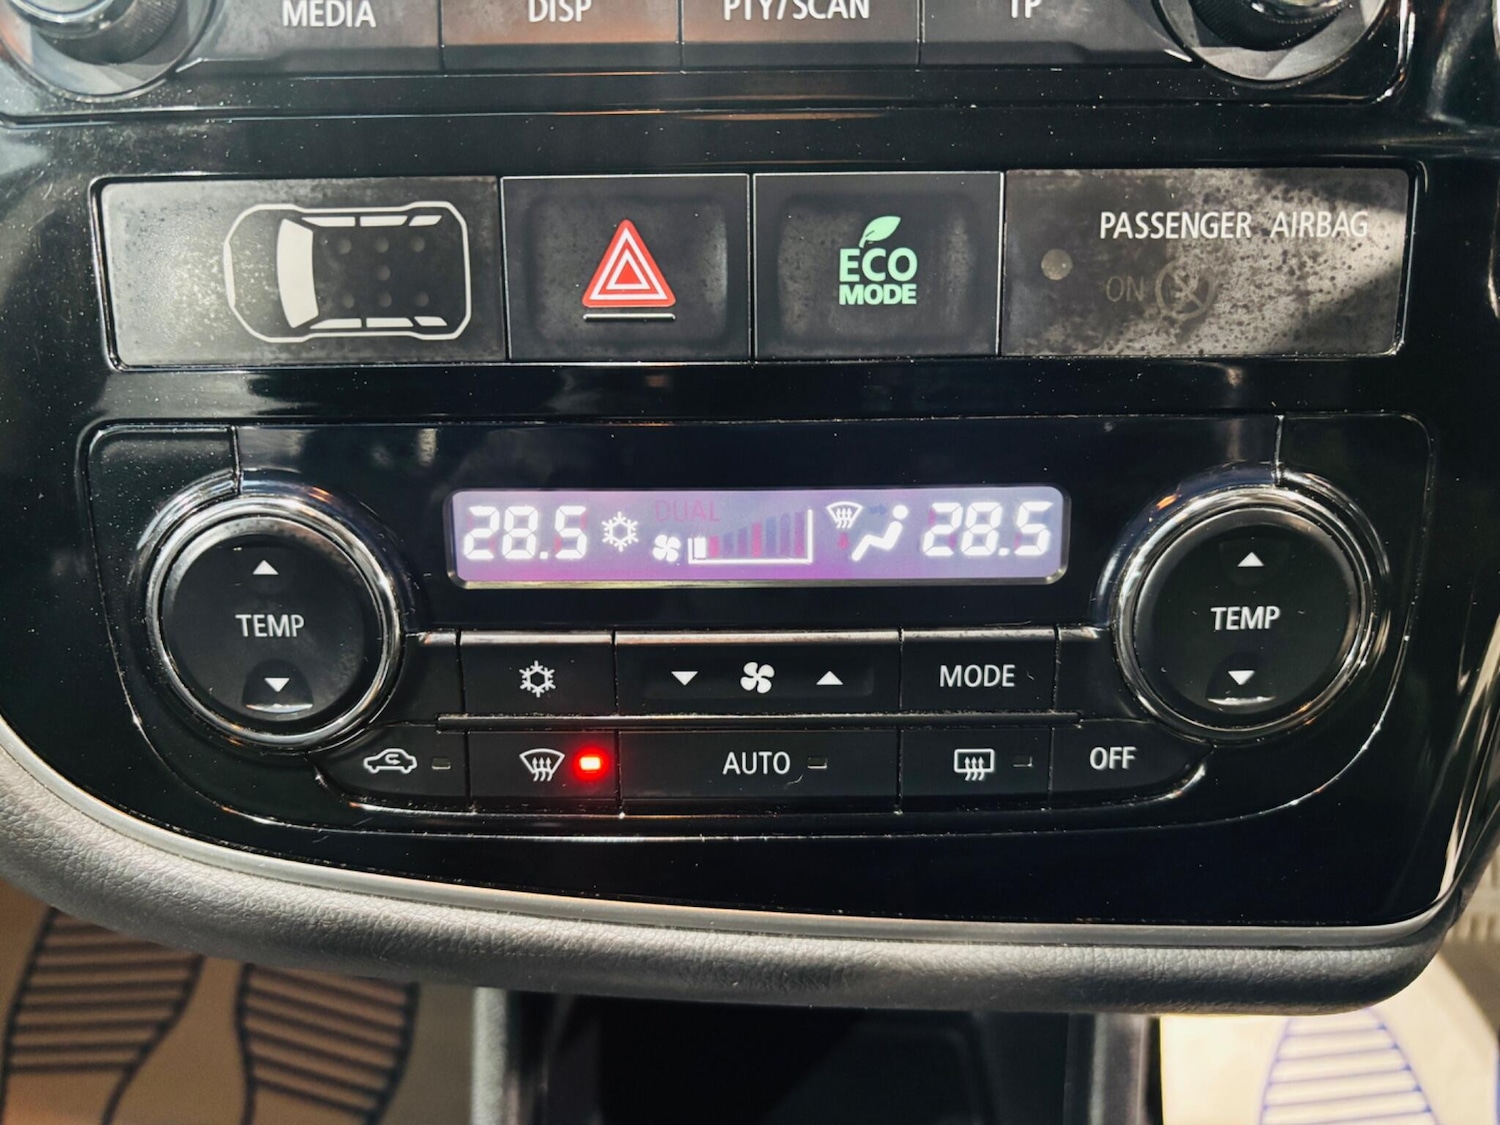 MEDIA DISP PTY/SCAN TP
PASSENGER AIRBAG
ECO
MODE
ON
28.5 DUAL 28.5
TEMP
TEMP
MODE
AUTO
OFF